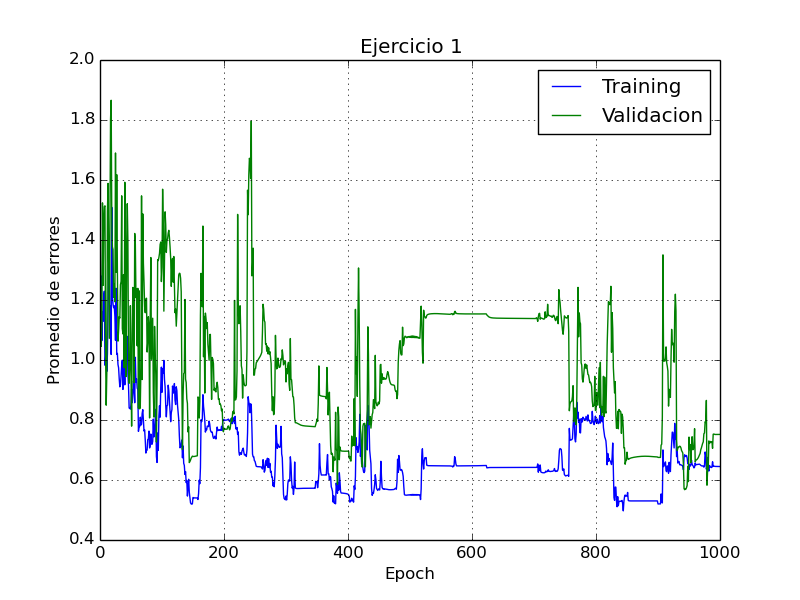 Ejercicio 1
Training
Validacion
2.0
1.8
1.6
1.4
1.2
1.0
0.8
0.6
0.4
Promedio de errores
0 200 400 600 800 1000
Epoch